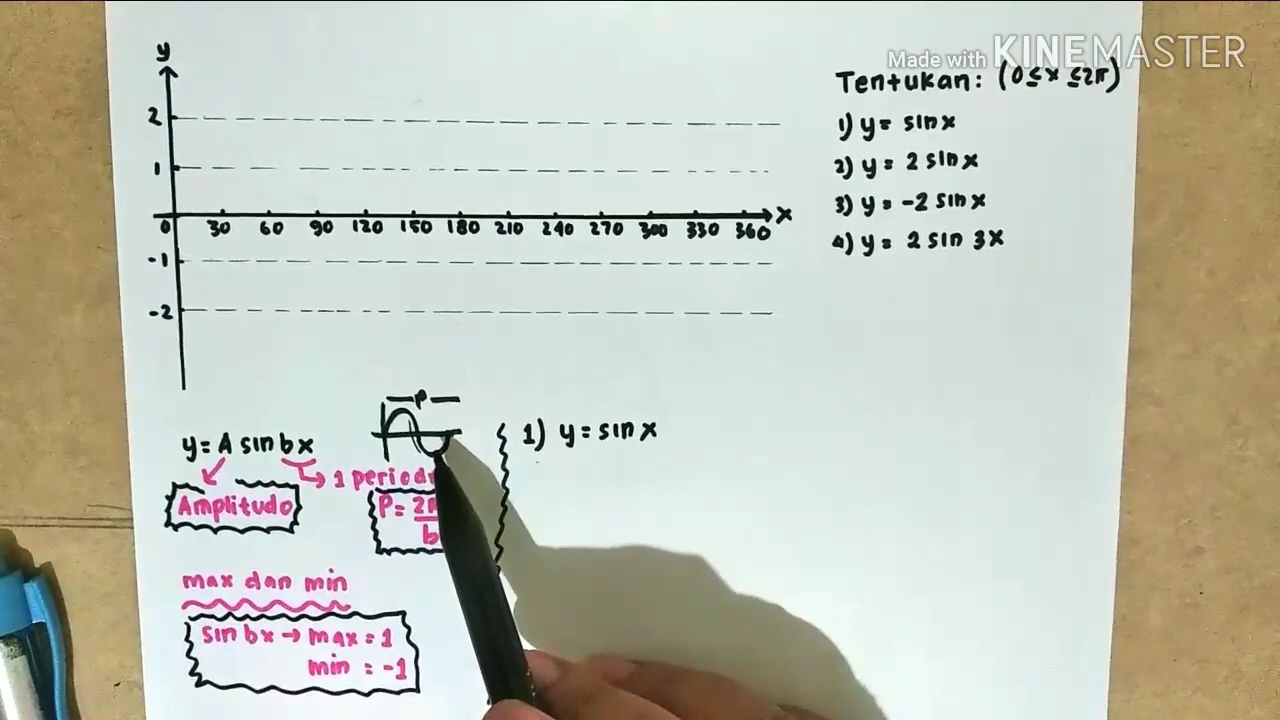 Made with KINEMASTER
y
2
1
0 30 60 90 120 150 180 210 240 270 300 330 360 x
-1
-2
Tentukan: (0 ≤ x ≤ 2π)
1) y = sin x
2) y = 2 sin x
3) y = -2 sin x
4) y = 2 sin 3x
P
y = A sin bx
1 period
Amplitudo
P = 2
b
max dan min
sin bx → max = 1
min = -1
1) y = sin x